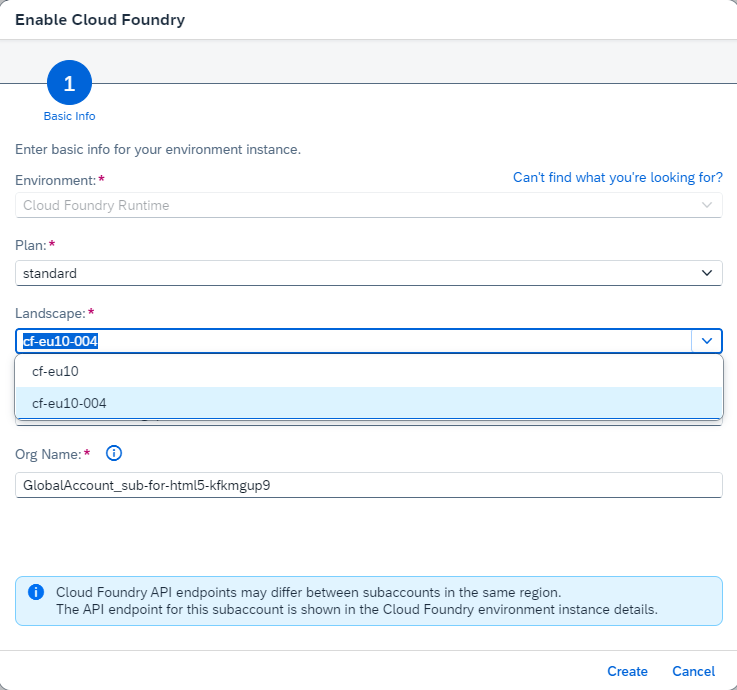 Enable Cloud Foundry
1
Basic Info
Enter basic info for your environment instance.
Environment:*
Can't find what you're looking for?
Cloud Foundry Runtime
Plan:*
standard
Landscape:*
cf-eu10-004
cf-eu10
cf-eu10-004
Org Name:*
GlobalAccount_sub-for-html5-kfkmgup9
Cloud Foundry API endpoints may differ between subaccounts in the same region.
The API endpoint for this subaccount is shown in the Cloud Foundry environment instance details.
Create
Cancel